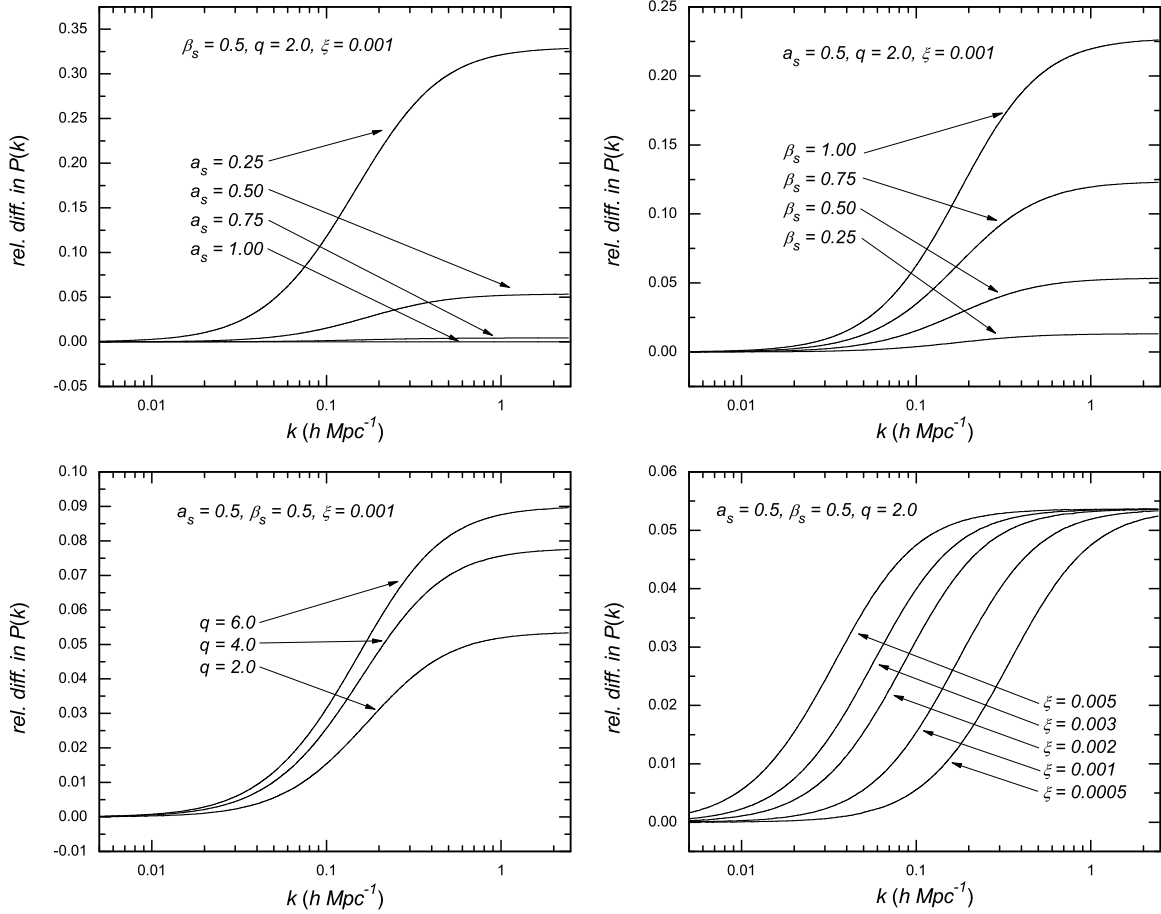 β_s = 0.5, q = 2.0, ξ = 0.001
0.35
0.30
0.25
0.20
0.15
0.10
0.05
0.00
-0.05
rel. diff. in P(k)
a_s = 0.25
a_s = 0.50
a_s = 0.75
a_s = 1.00
0.01
0.1
1
k (h Mpc^-1)
a_s = 0.5, q = 2.0, ξ = 0.001
0.25
0.20
0.15
0.10
0.05
0.00
rel. diff. in P(k)
β_s = 1.00
β_s = 0.75
β_s = 0.50
β_s = 0.25
0.01
0.1
1
k (h Mpc^-1)
a_s = 0.5, β_s = 0.5, ξ = 0.001
0.10
0.09
0.08
0.07
0.06
0.05
0.04
0.03
0.02
0.01
0.00
-0.01
rel. diff. in P(k)
q = 6.0
q = 4.0
q = 2.0
0.01
0.1
1
k (h Mpc^-1)
a_s = 0.5, β_s = 0.5, q = 2.0
0.06
0.05
0.04
0.03
0.02
0.01
0.00
rel. diff. in P(k)
ξ = 0.005
ξ = 0.003
ξ = 0.002
ξ = 0.001
ξ = 0.0005
0.01
0.1
1
k (h Mpc^-1)